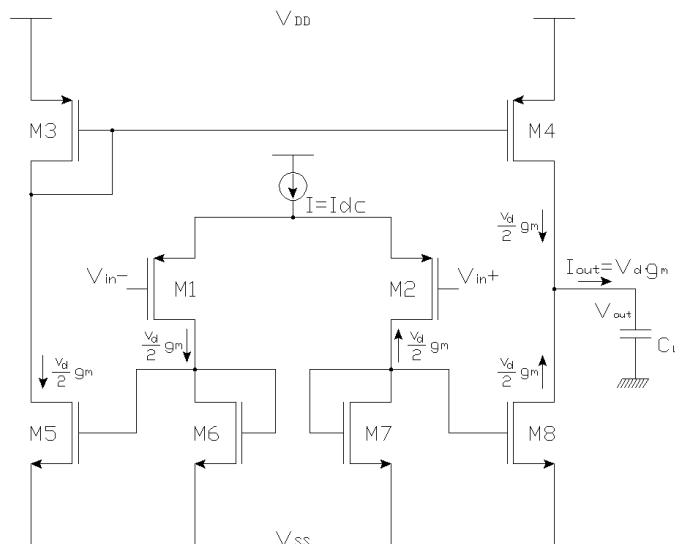 VDD
M3
M4
I=Idc
Vd/2 gm
Iout=Vd·gm
Vin-
M1
M2
Vin+
Vout
CL
Vd/2 gm
Vd/2 gm
Vd/2 gm
Vd/2 gm
M5
M6
M7
M8
VSS